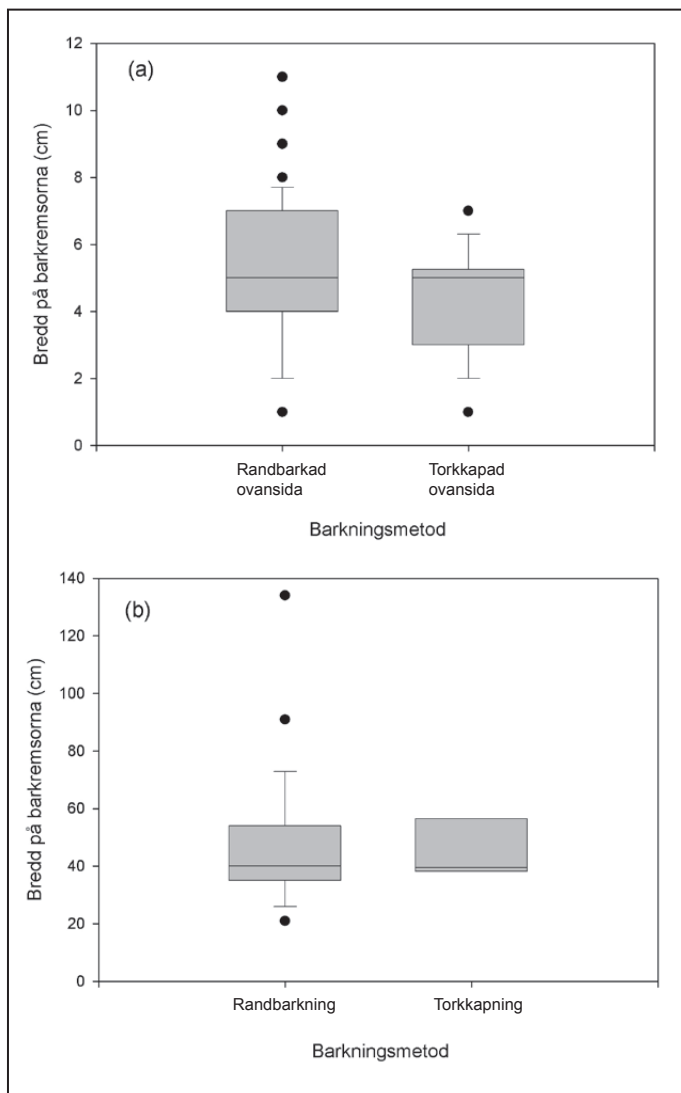 (a)
12
10
8
6
4
2
0
Bredd på barkremsorna (cm)
Randbarkad
ovansida
Torkkapad
ovansida
Barkningsmetod
(b)
140
120
100
80
60
40
20
0
Bredd på barkremsorna (cm)
Randbarkning
Torkkapning
Barkningsmetod